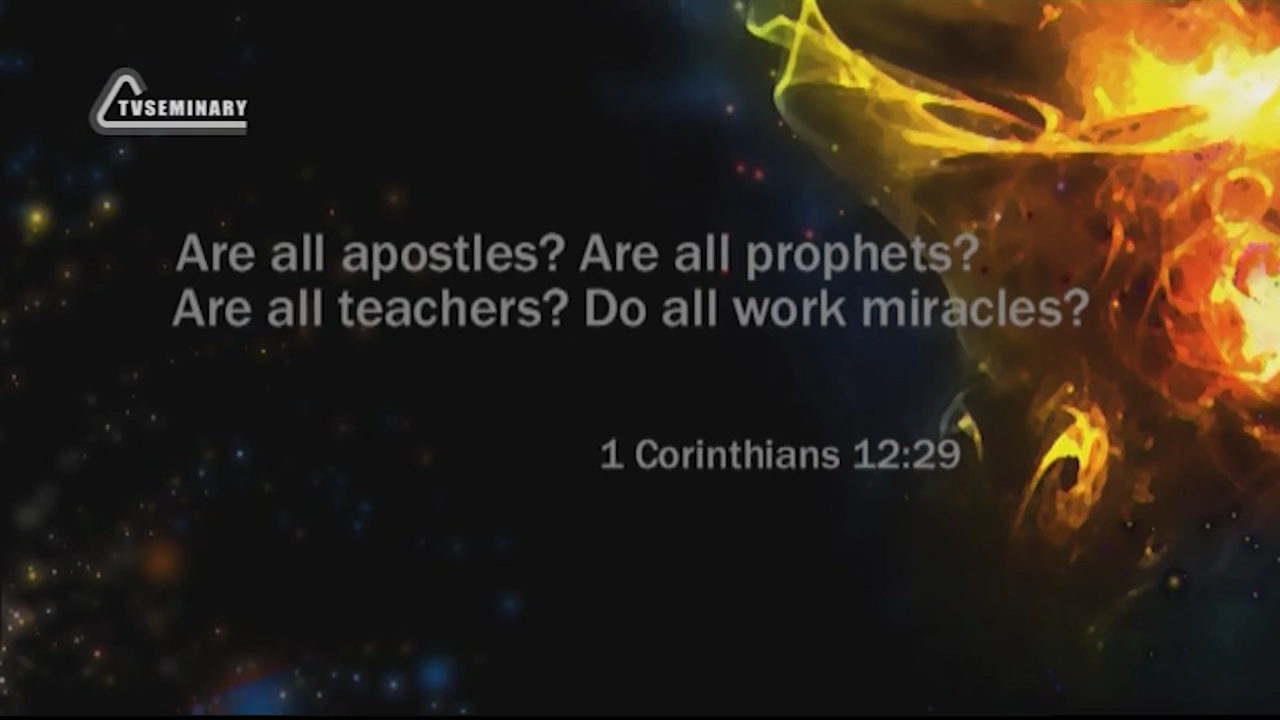 TVSEMINARY
Are all apostles? Are all prophets?
Are all teachers? Do all work miracles?
1 Corinthians 12:29